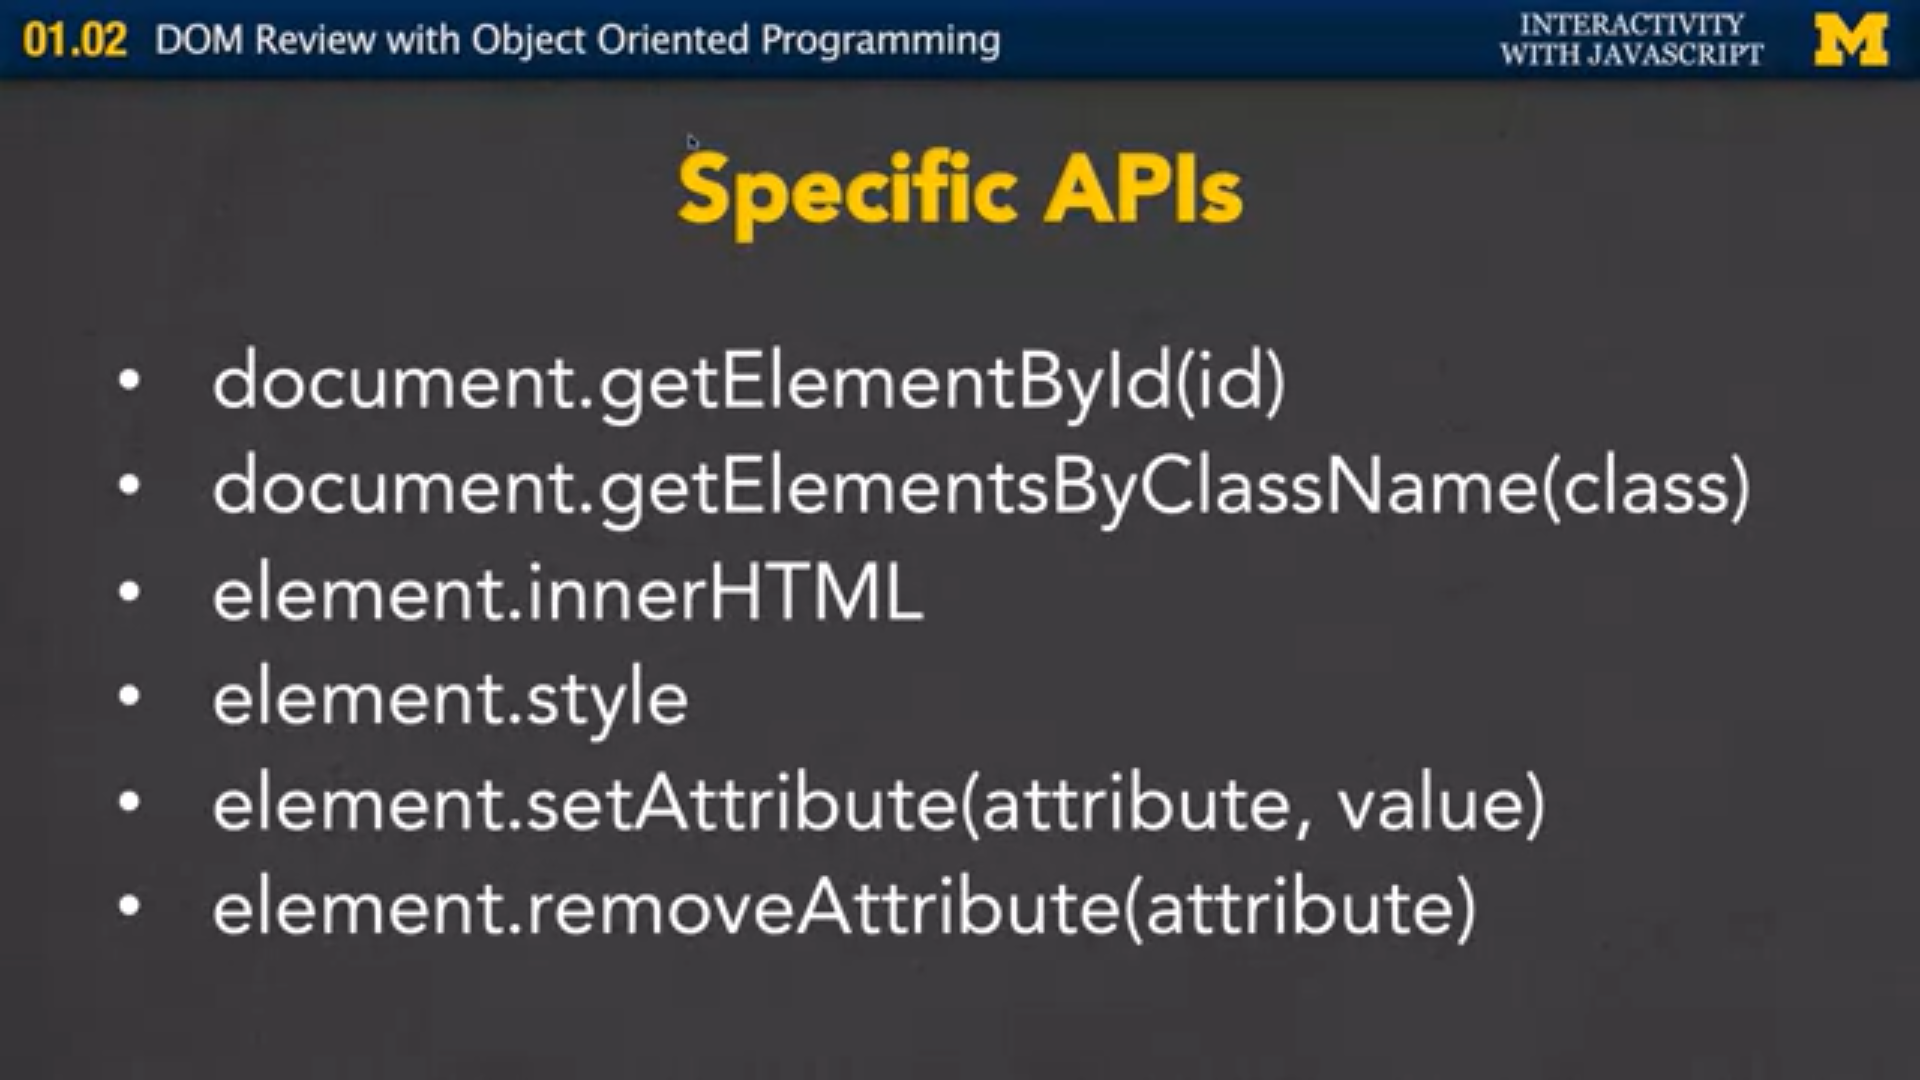 01.02 DOM Review with Object Oriented Programming
INTERACTIVITY
WITH JAVASCRIPT
M
Specific APIs
• document.getElementById(id)
• document.getElementsByClassName(class)
• element.innerHTML
• element.style
• element.setAttribute(attribute, value)
• element.removeAttribute(attribute)